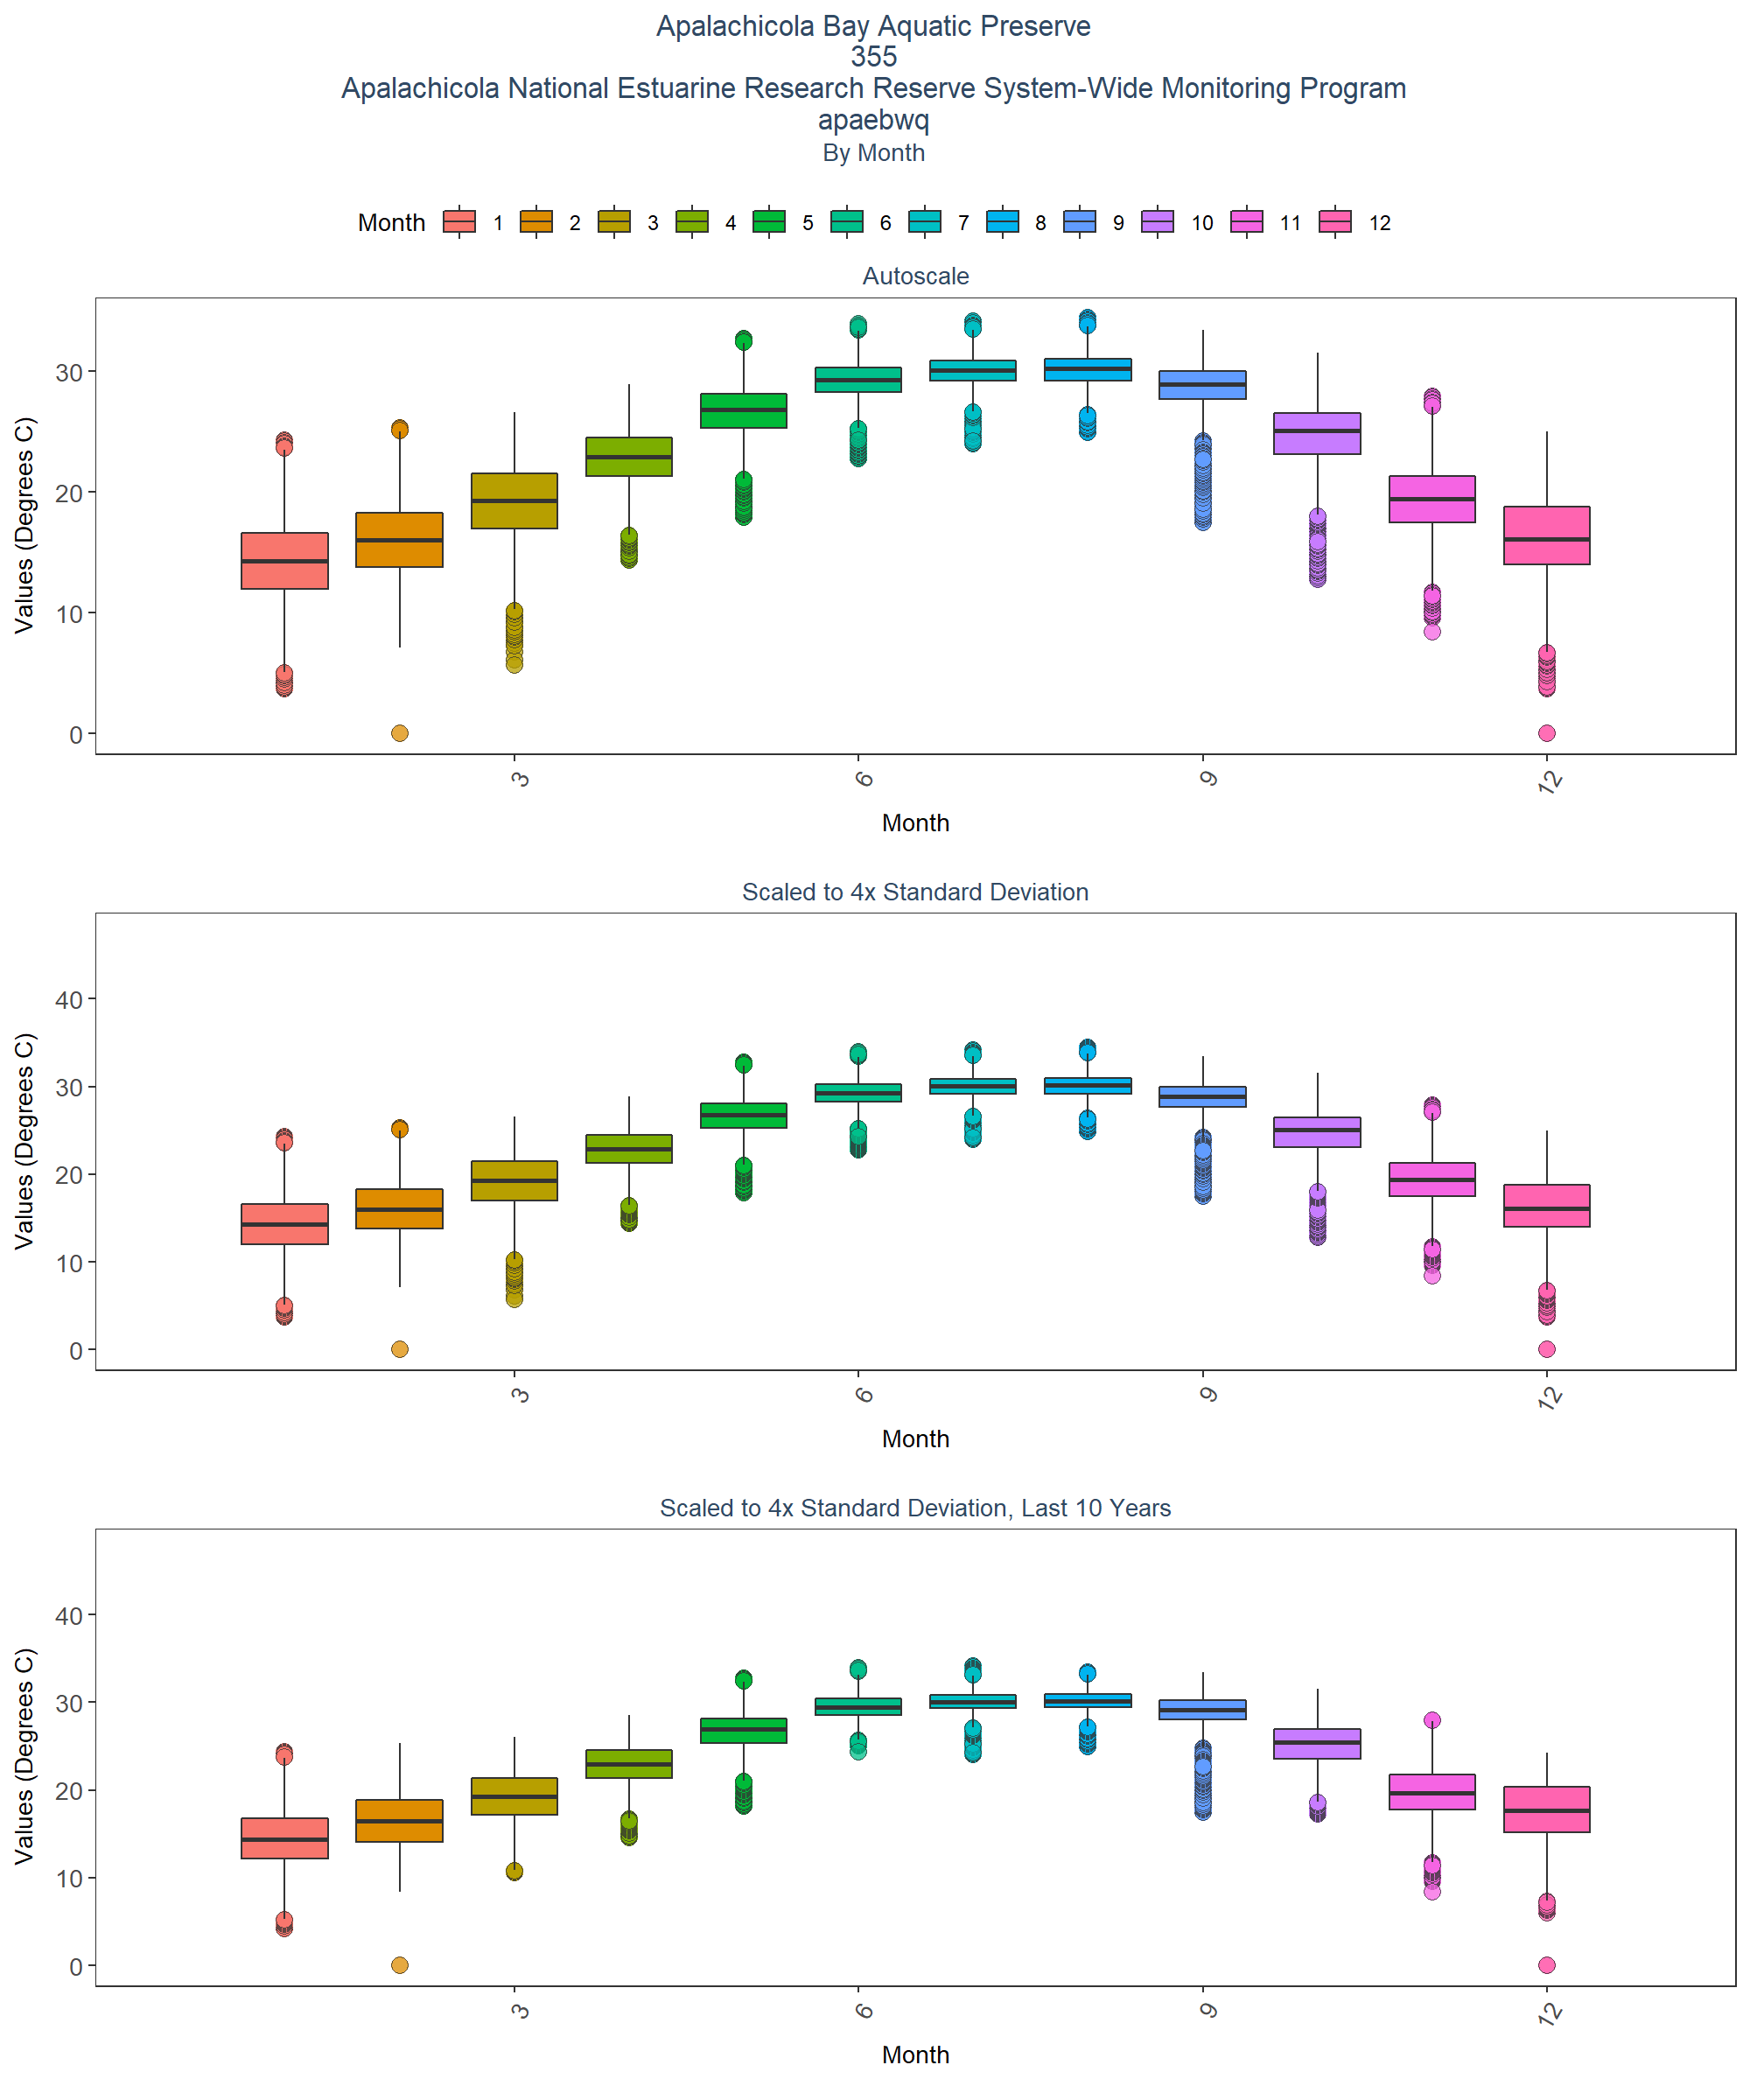 Apalachicola Bay Aquatic Preserve
355
Apalachicola National Estuarine Research Reserve System-Wide Monitoring Program
apaebwq
By Month
Month 1 2 3 4 5 6 7 8 9 10 11 12
Autoscale
Values (Degrees C)
30
20
10
0
3 6 9 12
Month
Scaled to 4x Standard Deviation
Values (Degrees C)
40
30
20
10
0
3 6 9 12
Month
Scaled to 4x Standard Deviation, Last 10 Years
Values (Degrees C)
40
30
20
10
0
3 6 9 12
Month